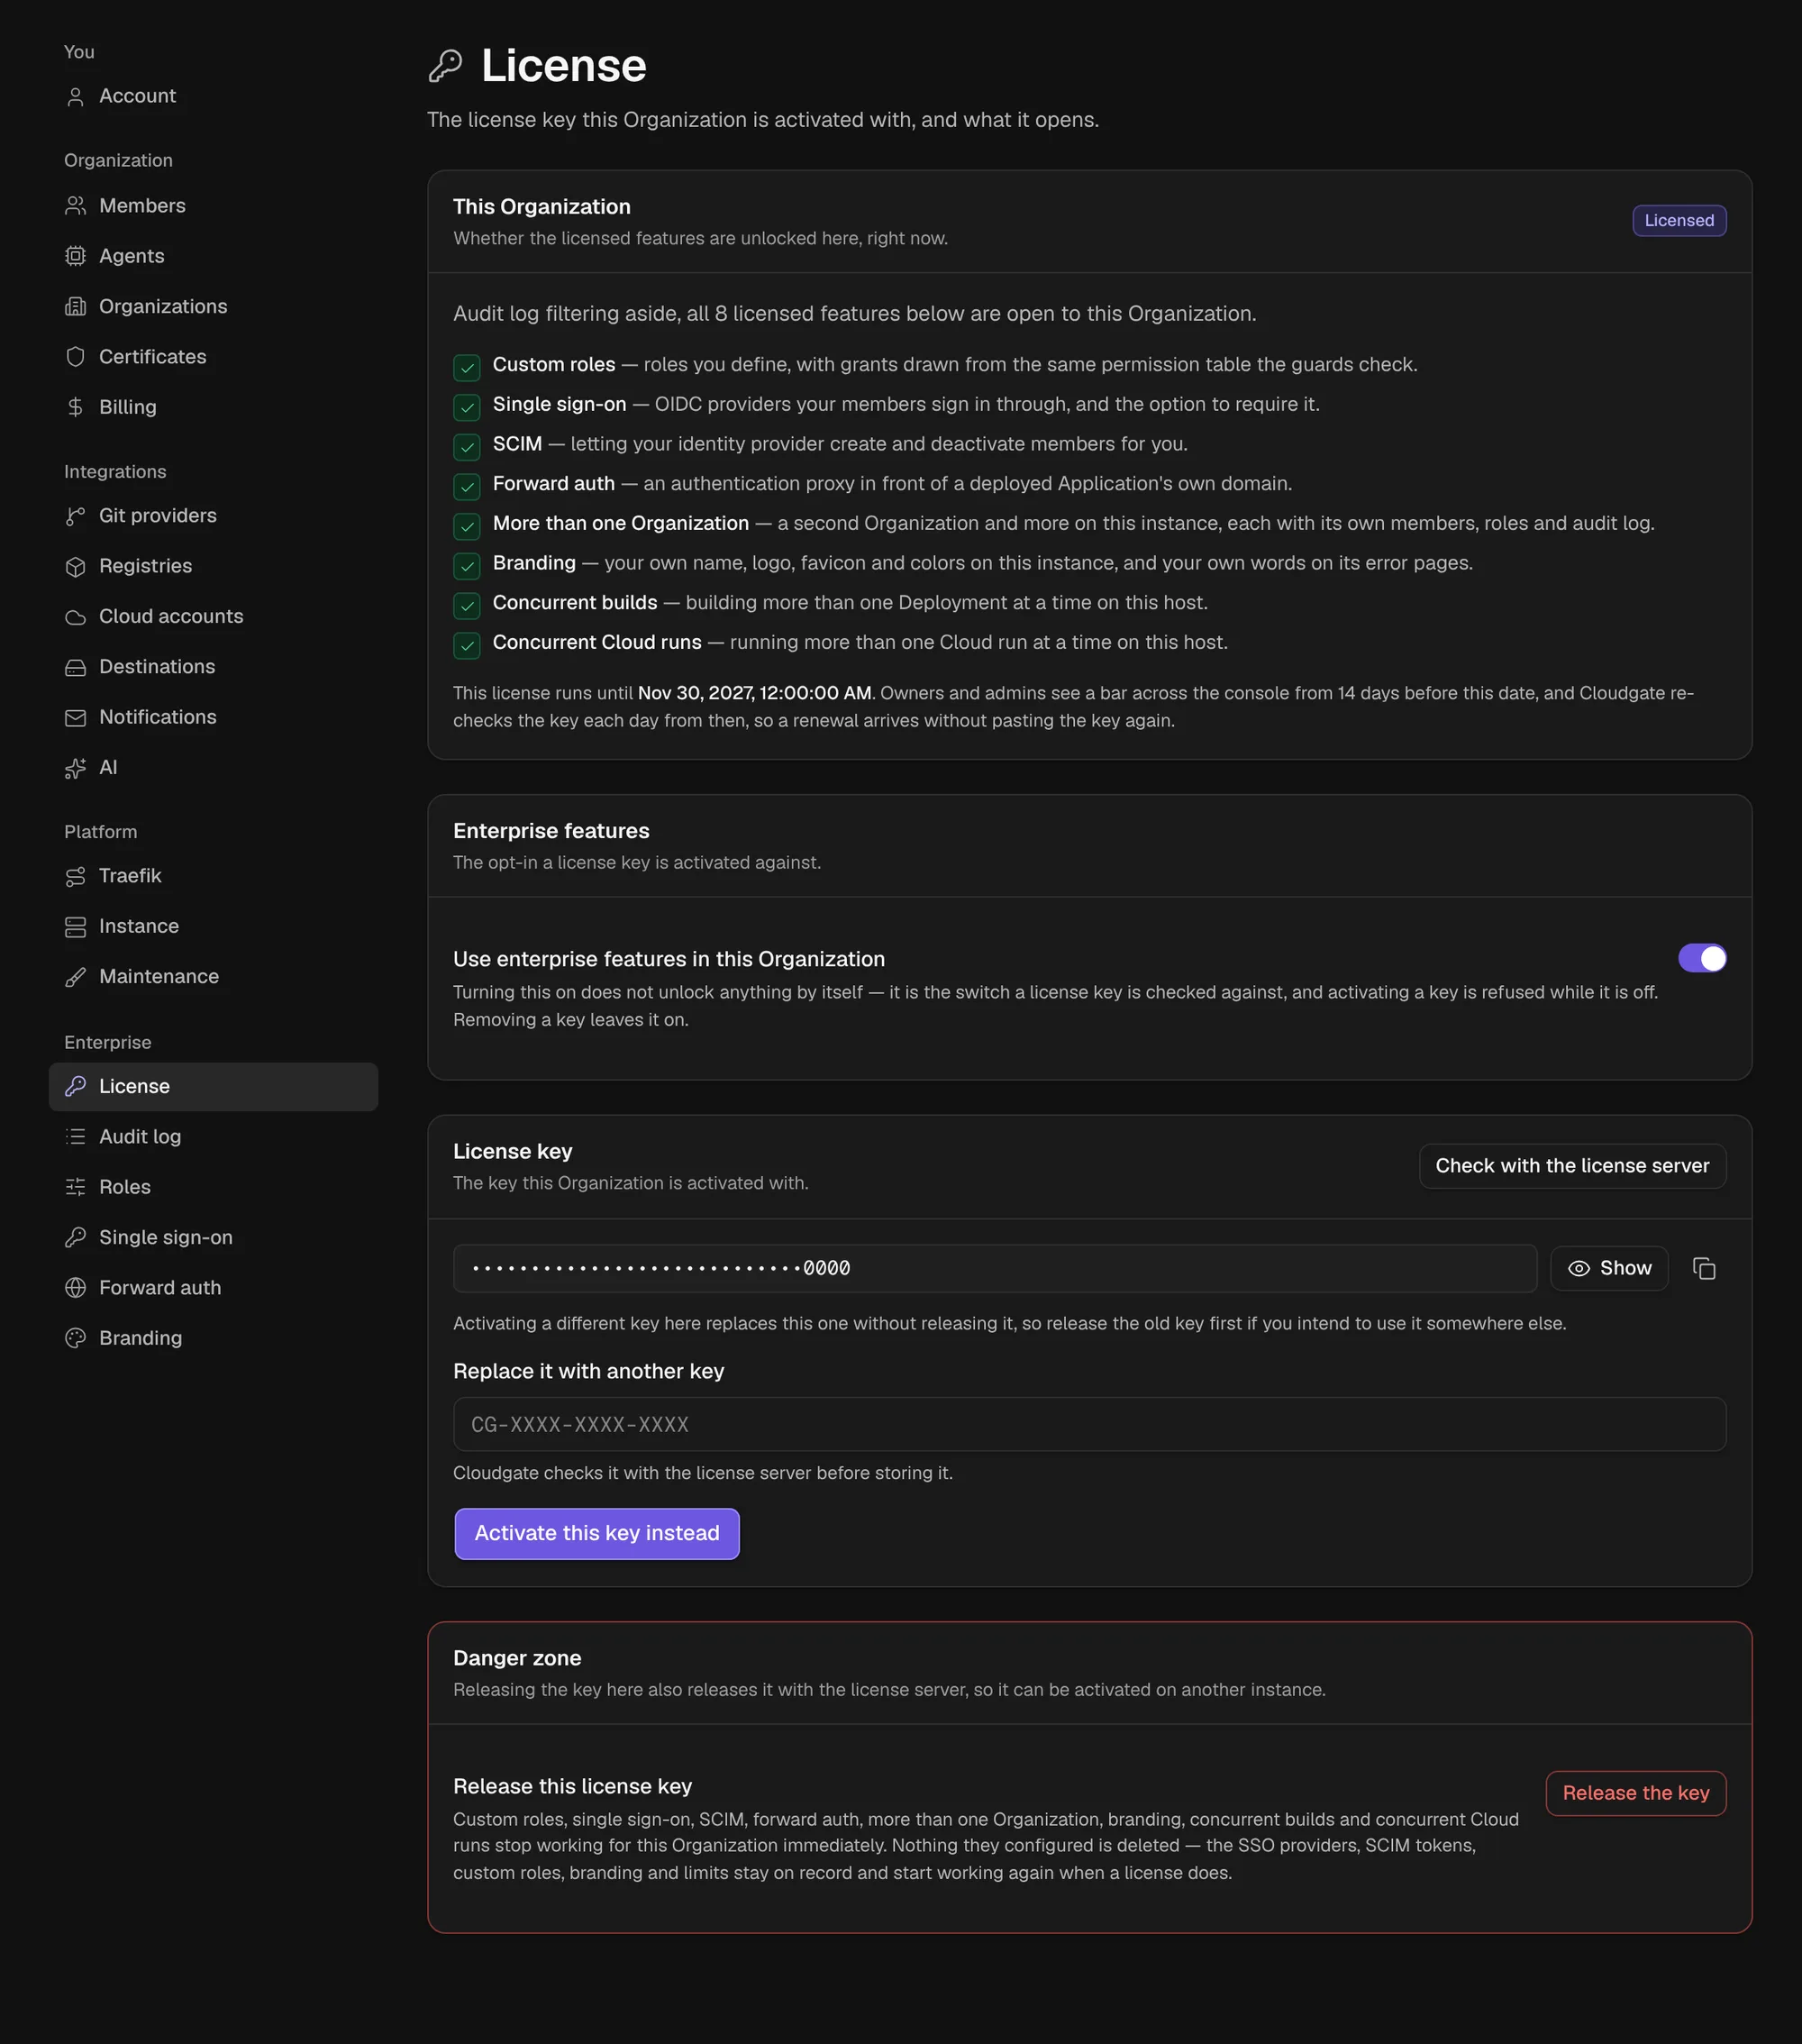 You
Account
Organization
Members
Agents
Organizations
Certificates
Billing
Integrations
Git providers
Registries
Cloud accounts
Destinations
Notifications
AI
Platform
Traefik
Instance
Maintenance
Enterprise
License
Audit log
Roles
Single sign-on
Forward auth
Branding
License
The license key this Organization is activated with, and what it opens.
This Organization
Whether the licensed features are unlocked here, right now.
Licensed
Audit log filtering aside, all 8 licensed features below are open to this Organization.
Custom roles — roles you define, with grants drawn from the same permission table the guards check.
Single sign-on — OIDC providers your members sign in through, and the option to require it.
SCIM — letting your identity provider create and deactivate members for you.
Forward auth — an authentication proxy in front of a deployed Application's own domain.
More than one Organization — a second Organization and more on this instance, each with its own members, roles and audit log.
Branding — your own name, logo, favicon and colors on this instance, and your own words on its error pages.
Concurrent builds — building more than one Deployment at a time on this host.
Concurrent Cloud runs — running more than one Cloud run at a time on this host.
This license runs until Nov 30, 2027, 12:00:00 AM. Owners and admins see a bar across the console from 14 days before this date, and Cloudgate re-
checks the key each day from then, so a renewal arrives without pasting the key again.
Enterprise features
The opt-in a license key is activated against.
Use enterprise features in this Organization
Turning this on does not unlock anything by itself — it is the switch a license key is checked against, and activating a key is refused while it is off.
Removing a key leaves it on.
License key
The key this Organization is activated with.
Check with the license server
••••••••••••••••••••••••••••0000
Show
Activating a different key here replaces this one without releasing it, so release the old key first if you intend to use it somewhere else.
Replace it with another key
CG-XXXX-XXXX-XXXX
Cloudgate checks it with the license server before storing it.
Activate this key instead
Danger zone
Releasing the key here also releases it with the license server, so it can be activated on another instance.
Release this license key
Release the key
Custom roles, single sign-on, SCIM, forward auth, more than one Organization, branding, concurrent builds and concurrent Cloud
runs stop working for this Organization immediately. Nothing they configured is deleted — the SSO providers, SCIM tokens,
custom roles, branding and limits stay on record and start working again when a license does.